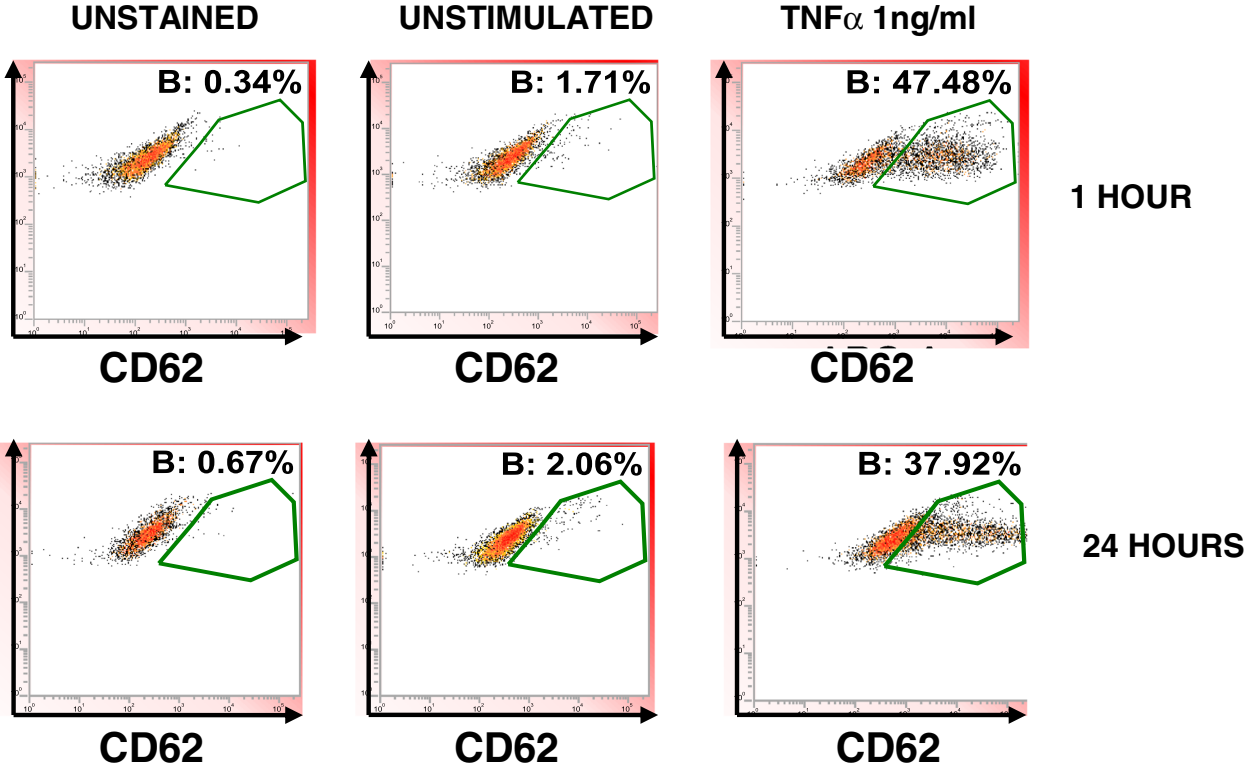 UNSTAINED UNSTIMULATED TNFα 1ng/ml
B: 0.34% B: 1.71% B: 47.48%
1 HOUR
CD62 CD62 CD62
B: 0.67% B: 2.06% B: 37.92%
24 HOURS
CD62 CD62 CD62